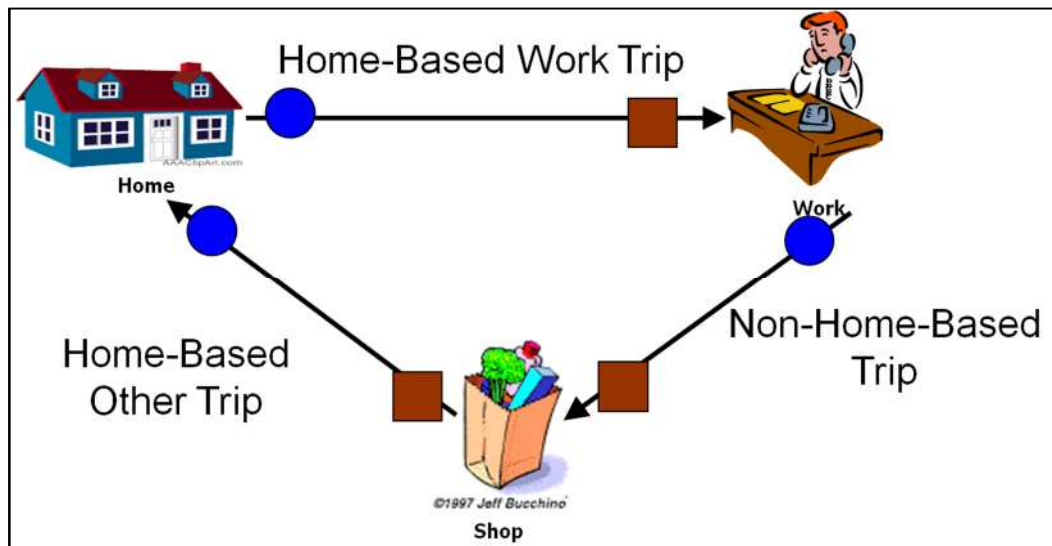 Home-Based Work Trip
AAAClipArt.com
Home
Work
Non-Home-Based
Trip
Home-Based
Other Trip
©1997 Jeff Bucchino
Shop